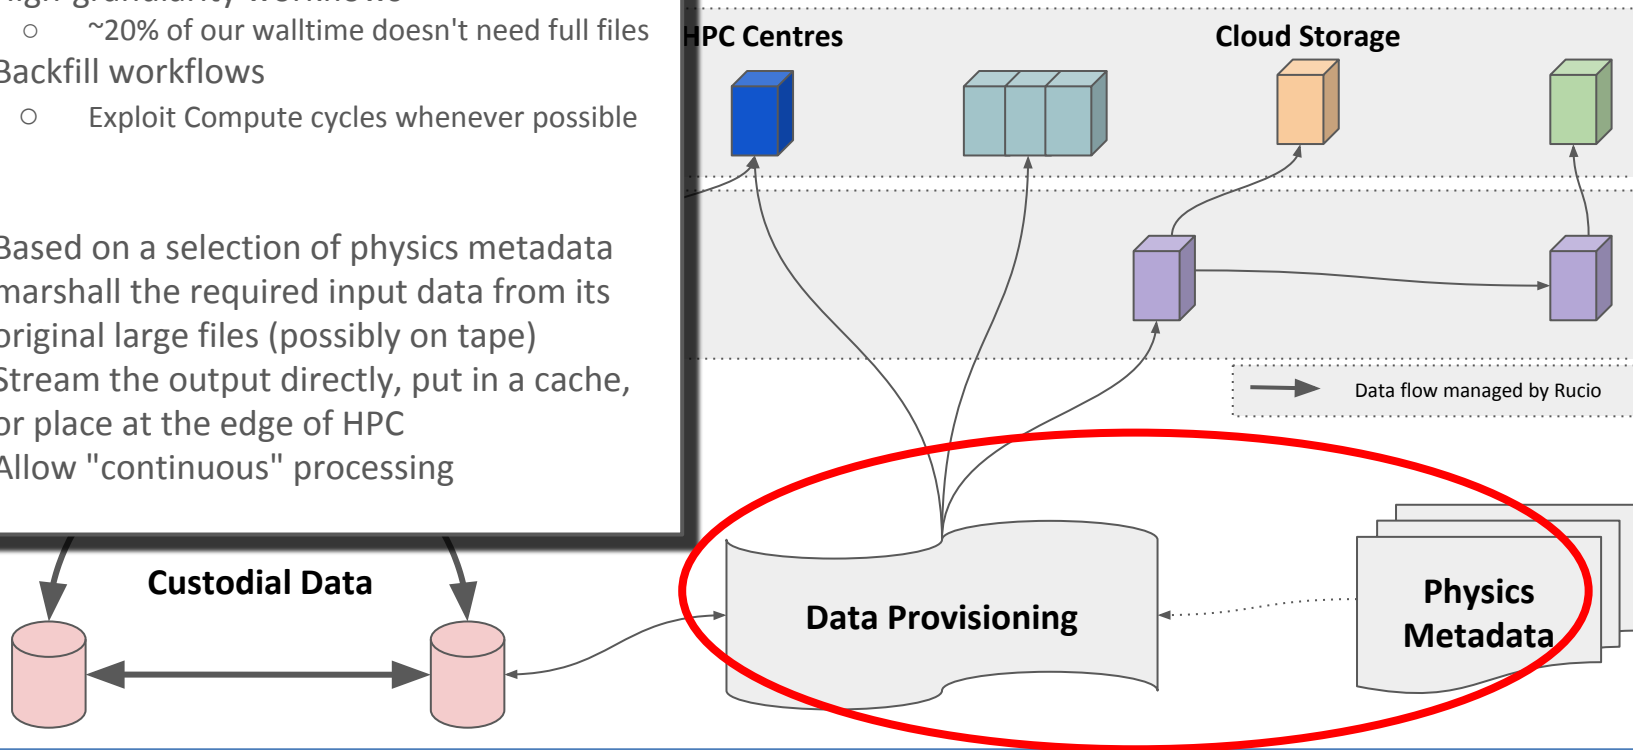 High-granularity workflows
○ ~20% of our walltime doesn't need full files
Backfill workflows
○ Exploit Compute cycles whenever possible
Based on a selection of physics metadata
marshall the required input data from its
original large files (possibly on tape)
Stream the output directly, put in a cache,
or place at the edge of HPC
Allow "continuous" processing
HPC Centres
Cloud Storage
Data flow managed by Rucio
Custodial Data
Data Provisioning
Physics
Metadata